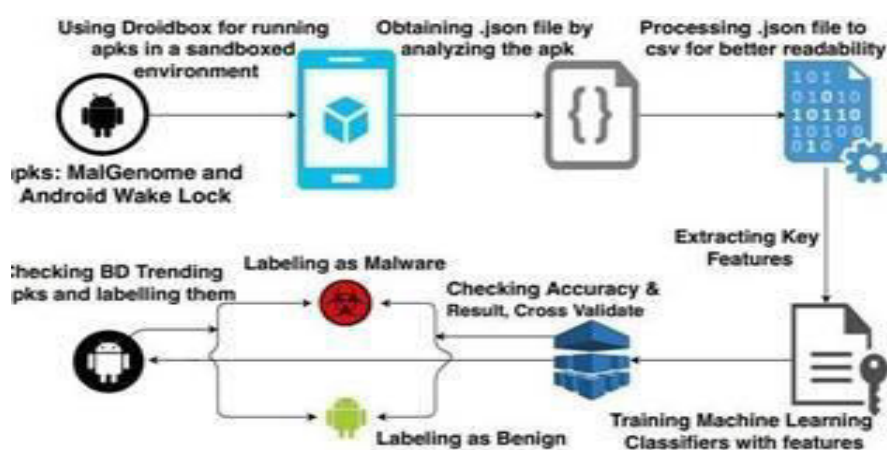 Using Droidbox for running
apks in a sandboxed
environment
Obtaining .json file by
analyzing the apk
Processing .json file to
csv for better readability
{}
101
01010
10110
10100
010
pks: MalGenome and
Android Wake Lock
Extracting Key
Features
Checking BD Trending
pks and labelling them
Labeling as Malware
Checking Accuracy &
Result, Cross Validate
Labeling as Benign
Training Machine Learning
Classifiers with features